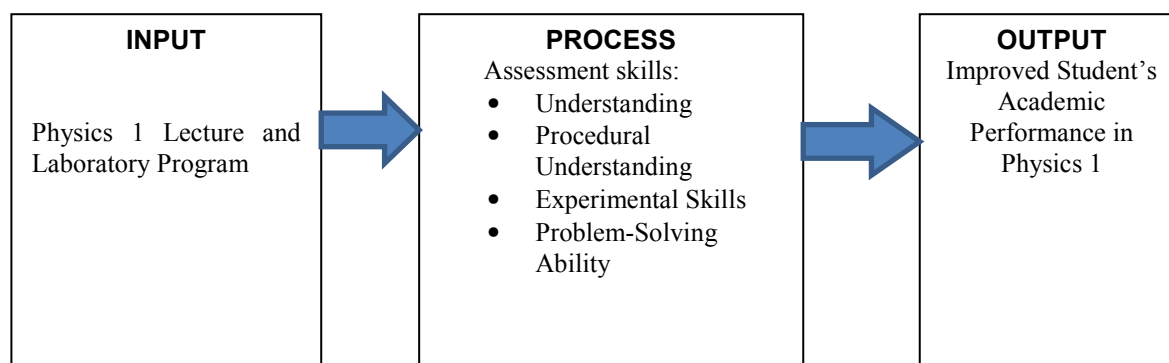 INPUT
Physics 1 Lecture and
Laboratory Program
PROCESS
Assessment skills:
• Understanding
• Procedural
Understanding
• Experimental Skills
• Problem-Solving
Ability
OUTPUT
Improved Student’s
Academic
Performance in
Physics 1